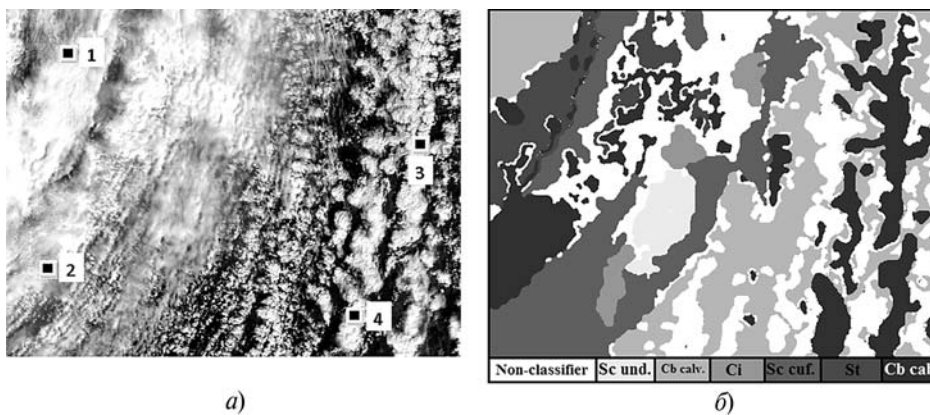 1
2
3
4
Non-classifier Sc und. Cb calv. Ci Sc cuf. St Cb cal
а) б)